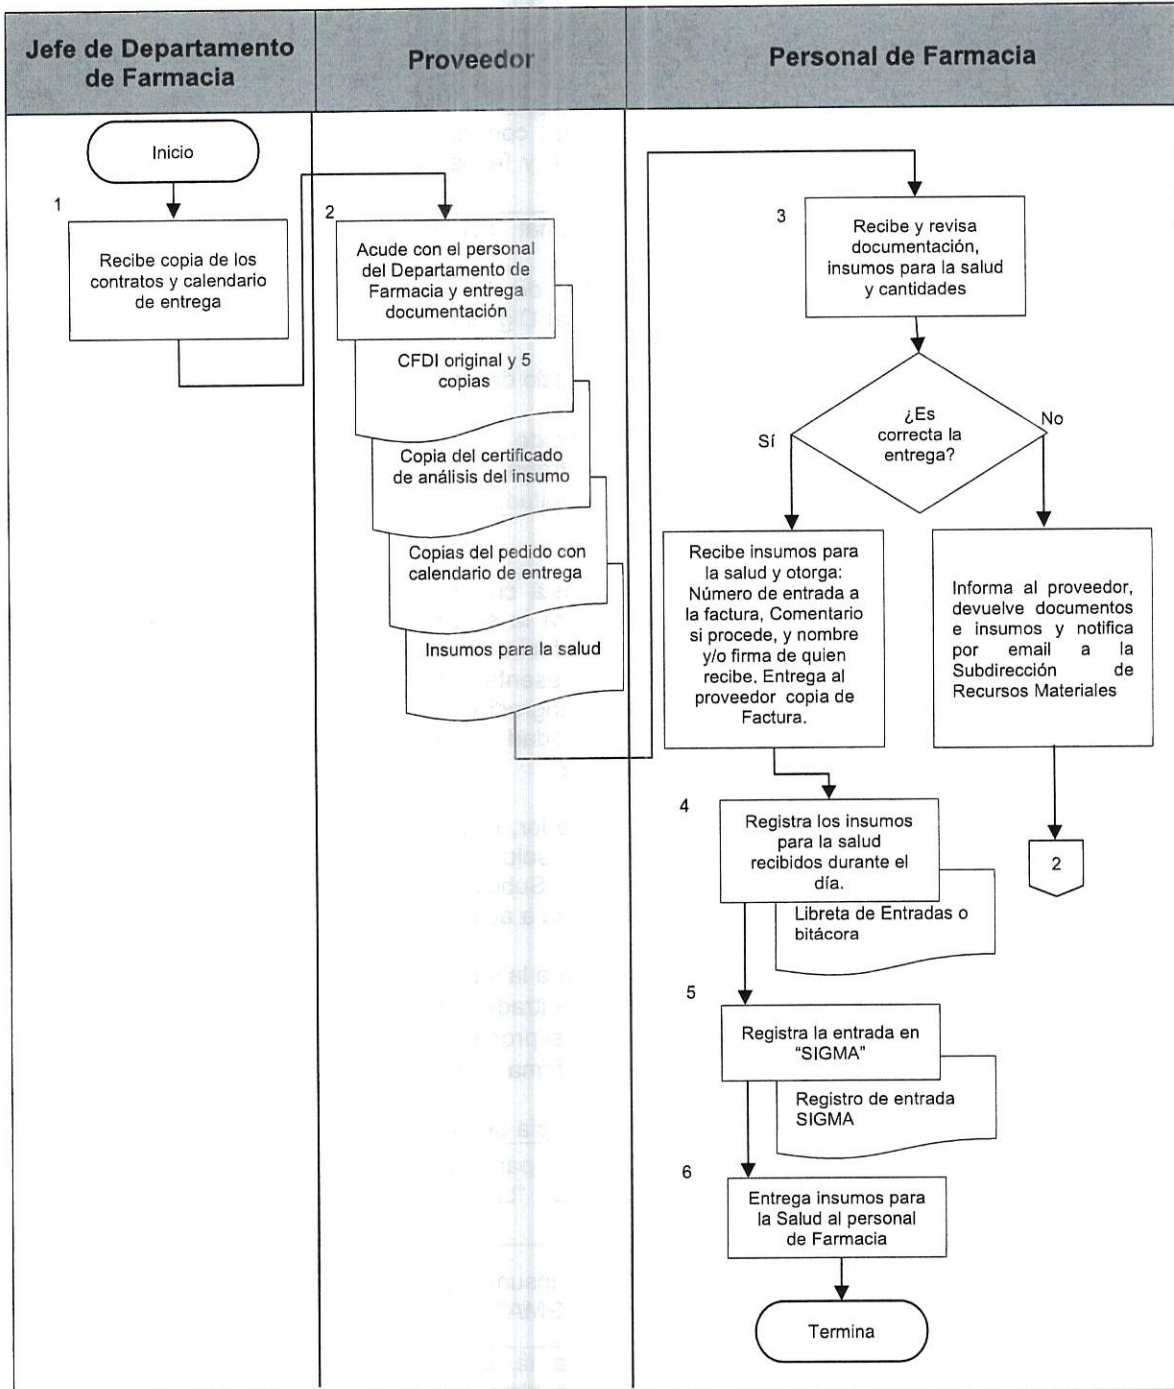 Jefe de Departamento
de Farmacia
Proveedor
Personal de Farmacia
Inicio
1
Recibe copia de los
contratos y calendario
de entrega
2
Acude con el personal
del Departamento de
Farmacia y entrega
documentación
CFDI original y 5
copias
Copia del certificado
de análisis del insumo
Copias del pedido con
calendario de entrega
Insumos para la salud
3
Recibe y revisa
documentación,
insumos para la salud
y cantidades
¿Es
correcta la
entrega?
Sí
No
Recibe insumos para
la salud y otorga:
Número de entrada a
la factura, Comentario
si procede, y nombre
y/o firma de quien
recibe. Entrega al
proveedor copia de
Factura.
Informa al proveedor,
devuelve documentos
e insumos y notifica
por email a la
Subdirección de
Recursos Materiales
2
4
Registra los insumos
para la salud
recibidos durante el
día.
Libreta de Entradas o
bitácora
5
Registra la entrada en
"SIGMA"
Registro de entrada
SIGMA
6
Entrega insumos para
la Salud al personal
de Farmacia
Termina